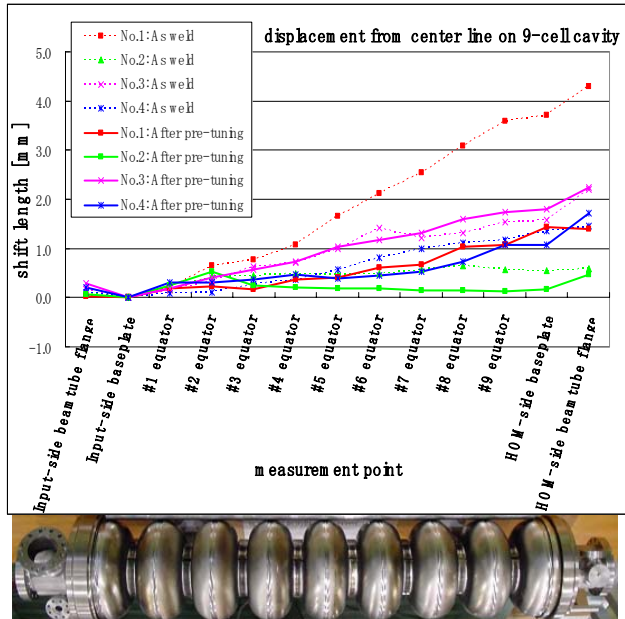 displacement from center line on 9-cell cavity
No.1:As weld
No.2:As weld
No.3:As weld
No.4:As weld
No.1:After pre-tuning
No.2:After pre-tuning
No.3:After pre-tuning
No.4:After pre-tuning
5.0
4.0
3.0
2.0
1.0
0.0
-1.0
shift length [mm]
Input-side beam tube flange
Input-side baseplate
#1 equator
#2 equator
#3 equator
#4 equator
#5 equator
#6 equator
#7 equator
#8 equator
#9 equator
HOM-side baseplate
HOM-side beam tube flange
measurement point